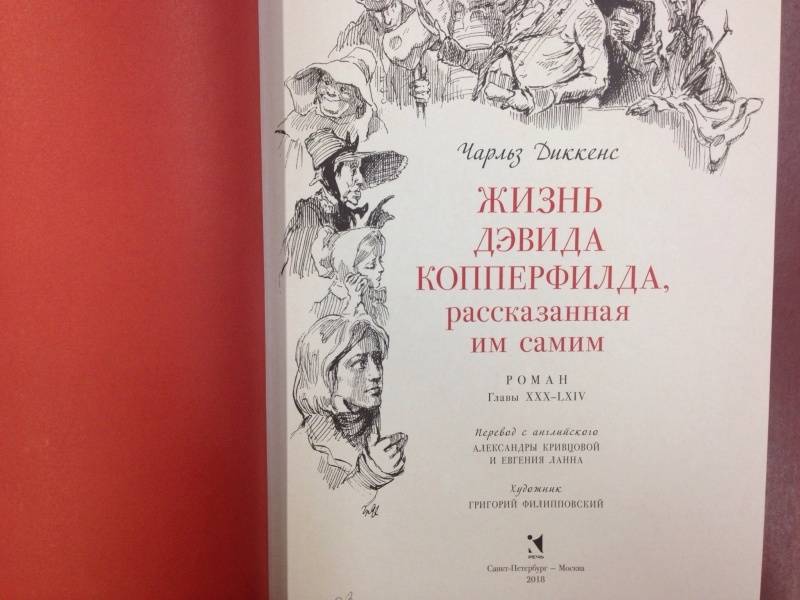 Чарльз Диккенс
ЖИЗНЬ
ДЭВИДА
КОППЕРФИЛДА,
рассказанная
им самим
РОМАН
Главы XXX–LXIV
Перевод с английского
АЛЕКСАНДРЫ КРИВЦОВОЙ
И ЕВГЕНИЯ ЛАННА
Художник
ГРИГОРИЙ ФИЛИППОВСКИЙ
РЕЧЬ
Санкт-Петербург – Москва
2018